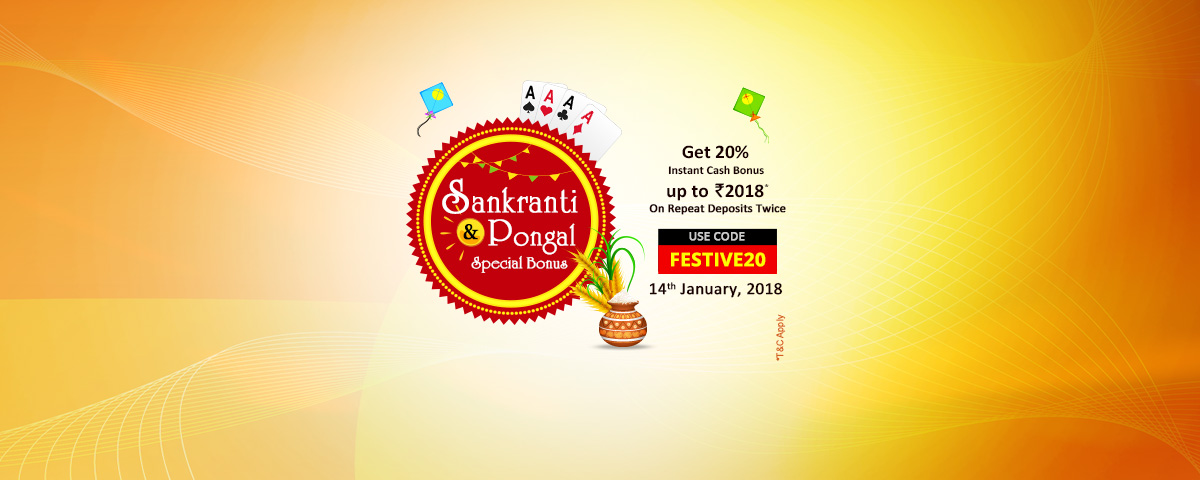 A A A A
Sankranti
& Pongal
Special Bonus
Get 20%
Instant Cash Bonus
up to ₹2018*
On Repeat Deposits Twice
USE CODE
FESTIVE20
14th January, 2018
*T&C Apply